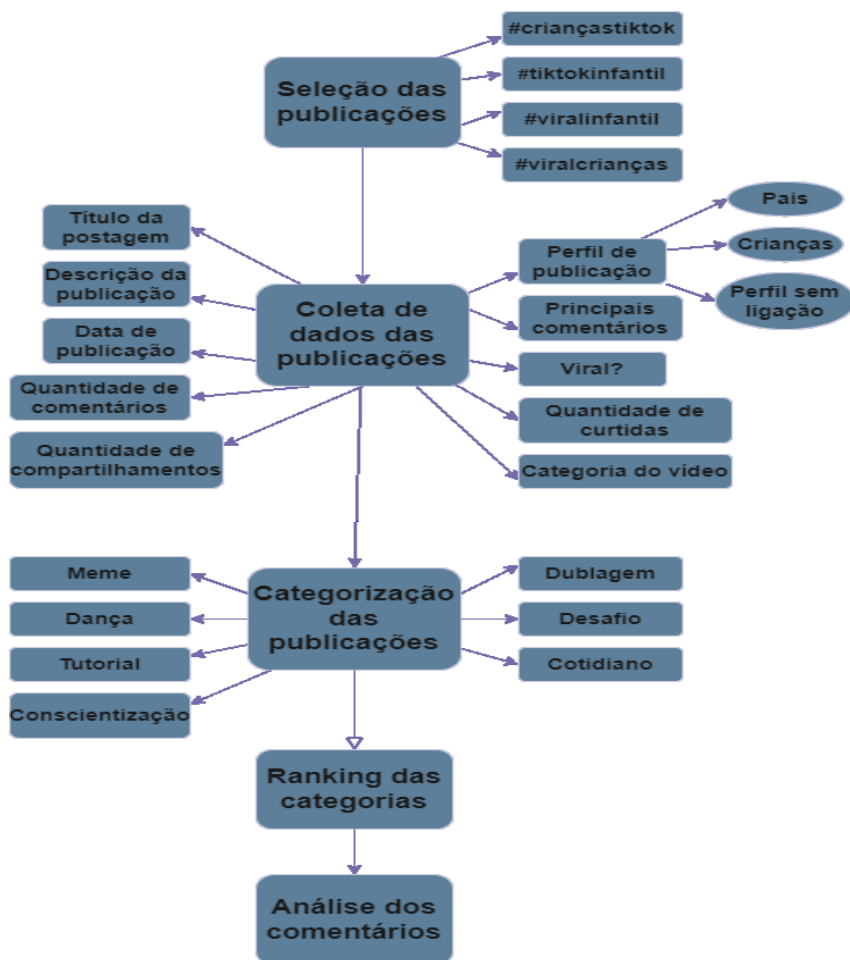 #criançastiktok
Seleção das
publicações
#tiktokinfantil
#viralinfantil
#viralcrianças
Título da
postagem
Descrição da
publicação
Data de
publicação
Quantidade de
comentários
Quantidade de
compartilhamentos
Coleta de
dados das
publicações
Perfil de
publicação
Pais
Crianças
Perfil sem
ligação
Principais
comentários
Viral?
Quantidade de
curtidas
Categoria do vídeo
Meme
Dança
Tutorial
Conscientização
Categorização
das
publicações
Dublagem
Desafio
Cotidiano
Ranking das
categorias
Análise dos
comentários